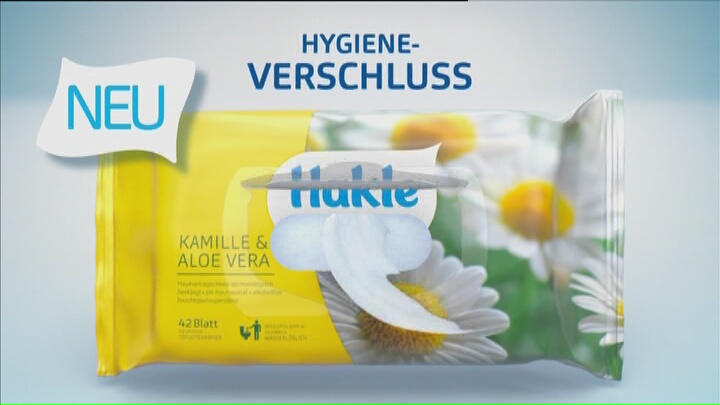 HYGIENE-
VERSCHLUSS
NEU
Hakle
KAMILLE &
ALOE VERA
42 Blatt